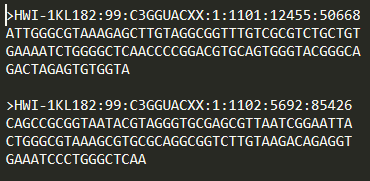 >HWI-1KL182:99:C3GGUACXX:1:1101:12455:50668
ATTGGGCGTAAAGAGCTTGTAGGCGGTTTGTCGCGTCTGCTGT
GAAAATCTGGGGCTCAACCCCGGACGTGCAGTGGGTACGGGCA
GACTAGAGTGTGGTA
>HWI-1KL182:99:C3GGUACXX:1:1102:5692:85426
CAGCCGCGGTAATACGTAGGGTGCGAGCGTTAATCGGAATTA
CTGGGCGTAAAGCGTGCGCAGGCGGTCTTGTAAGACAGAGGT
GAAATCCCTGGGCTCAA